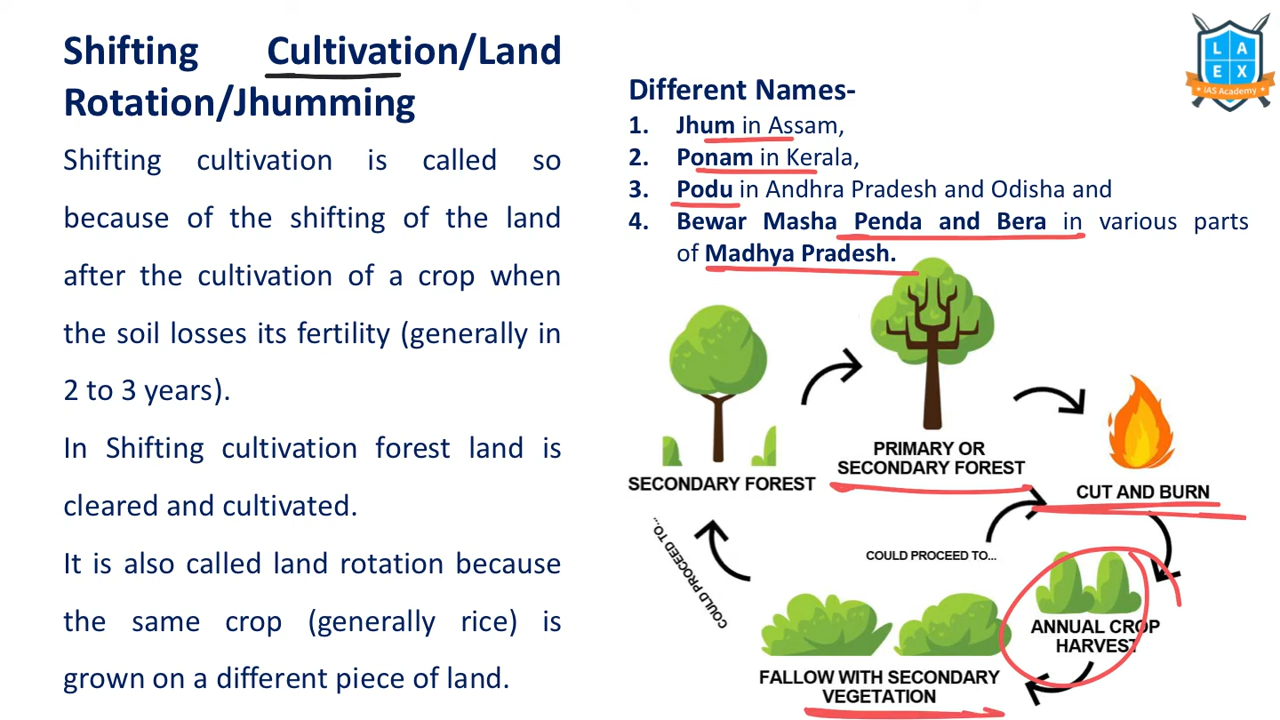 Shifting Cultivation/Land
Rotation/Jhumming
Shifting cultivation is called so
because of the shifting of the land
after the cultivation of a crop when
the soil losses its fertility (generally in
2 to 3 years).
In Shifting cultivation forest land is
cleared and cultivated.
It is also called land rotation because
the same crop (generally rice) is
grown on a different piece of land.
L A
E X
IAS Academy
Different Names-
1. Jhum in Assam,
2. Ponam in Kerala,
3. Podu in Andhra Pradesh and Odisha and
4. Bewar Masha Penda and Bera in various parts
of Madhya Pradesh.
SECONDARY FOREST
PRIMARY OR
SECONDARY FOREST
CUT AND BURN
COULD PROCEED TO...
COULD PROCEED TO...
ANNUAL CROP
HARVEST
FALLOW WITH SECONDARY
VEGETATION